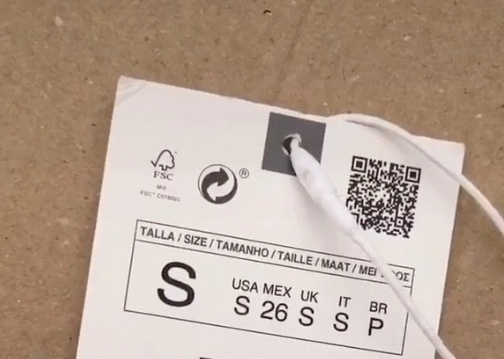 FSC
®
TALLA / SIZE / TAMANHO / TAILLE / MAAT /
S
USA MEX UK IT BR
S 26 S S P